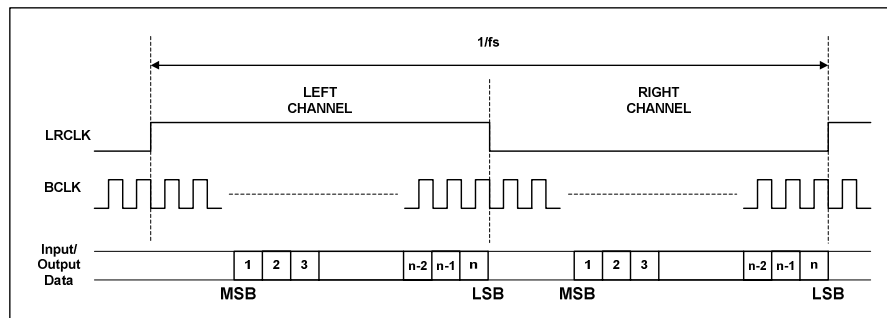 1/fs
LEFT
CHANNEL
RIGHT
CHANNEL
LRCLK
BCLK
Input/
Output
Data
1 2 3 n-2 n-1 n 1 2 3 n-2 n-1 n
MSB LSB MSB LSB